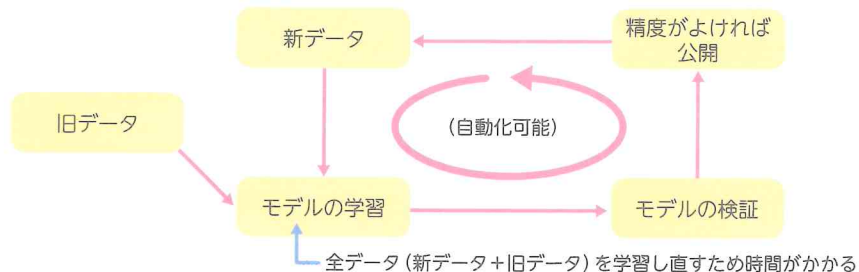 新データ
精度がよければ
公開
旧データ
(自動化可能)
モデルの学習
モデルの検証
全データ(新データ+旧データ)を学習し直すため時間がかかる